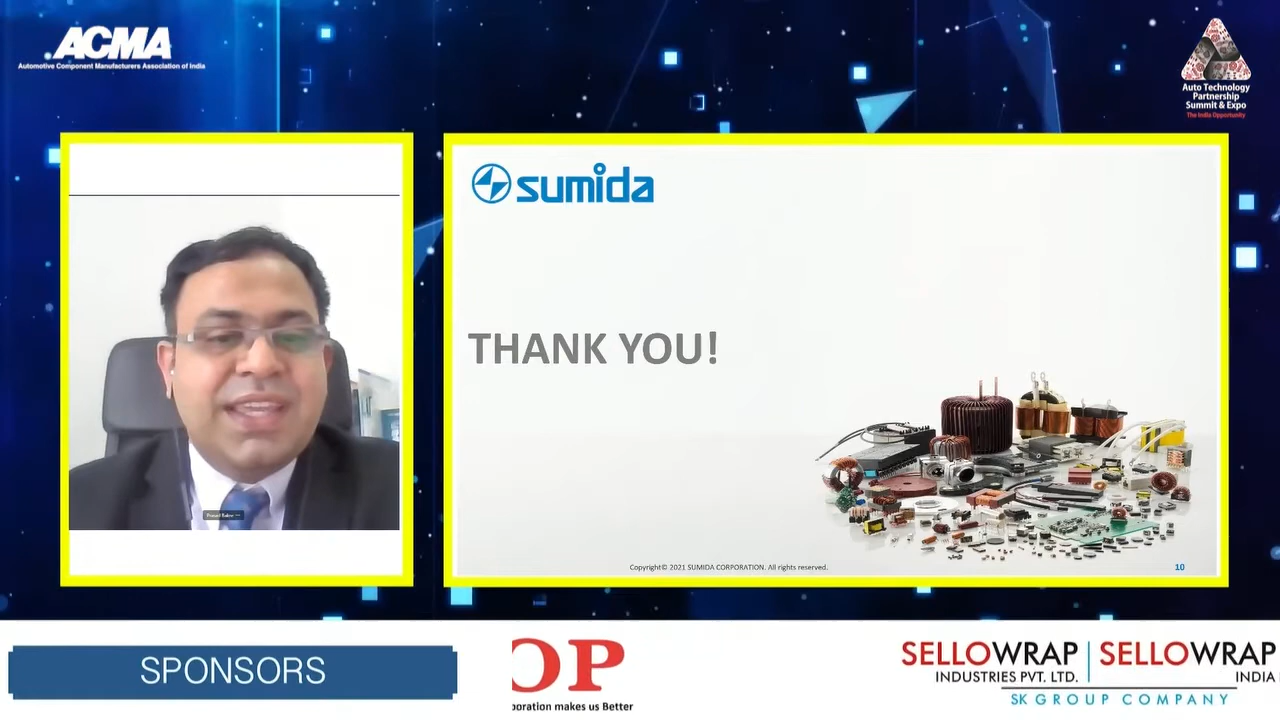 ACMA
Automotive Component Manufacturers Association of India
Auto Technology
Partnership
Summit & Expo
The India Opportunity
sumida
THANK YOU!
Copyright© 2021 SUMIDA CORPORATION. All rights reserved.
10
SPONSORS
OP
poration makes us Better
SELLOWRAP
INDUSTRIES PVT. LTD.
SELLOWRAP
INDIA
SK GROUP COMPANY